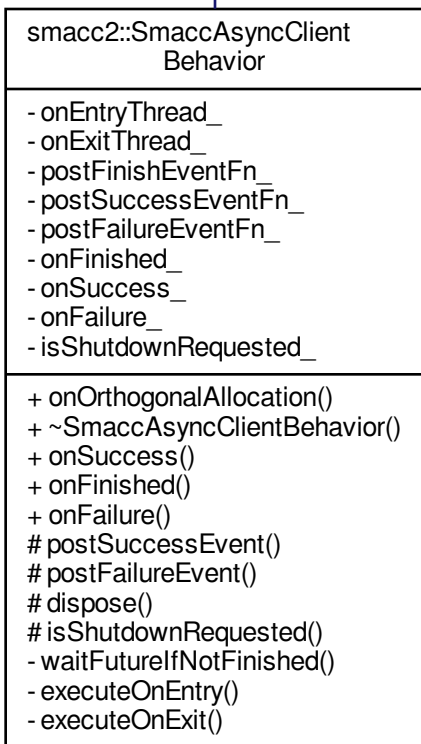 smacc2::SmaccAsyncClient
Behavior
- onEntryThread_
- onExitThread_
- postFinishEventFn_
- postSuccessEventFn_
- postFailureEventFn_
- onFinished_
- onSuccess_
- onFailure_
- isShutdownRequested_
+ onOrthogonalAllocation()
+ ~SmaccAsyncClientBehavior()
+ onSuccess()
+ onFinished()
+ onFailure()
# postSuccessEvent()
# postFailureEvent()
# dispose()
# isShutdownRequested()
- waitFutureIfNotFinished()
- executeOnEntry()
- executeOnExit()